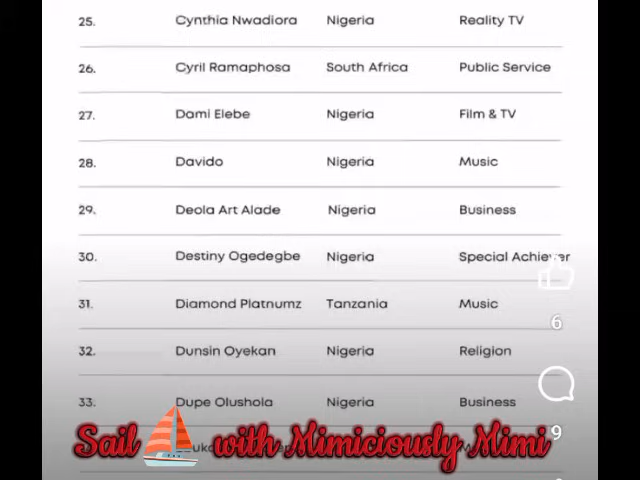 25. Cynthia Nwadiora Nigeria Reality TV
26. Cyril Ramaphosa South Africa Public Service
27. Dami Elebe Nigeria Film & TV
28. Davido Nigeria Music
29. Deola Art Alade Nigeria Business
30. Destiny Ogedegbe Nigeria Special Achiever
31. Diamond Platnumz Tanzania Music
6
32. Dunsin Oyekan Nigeria Religion
33. Dupe Olushola Nigeria Business
9
Sail with Mimiciously Mimi